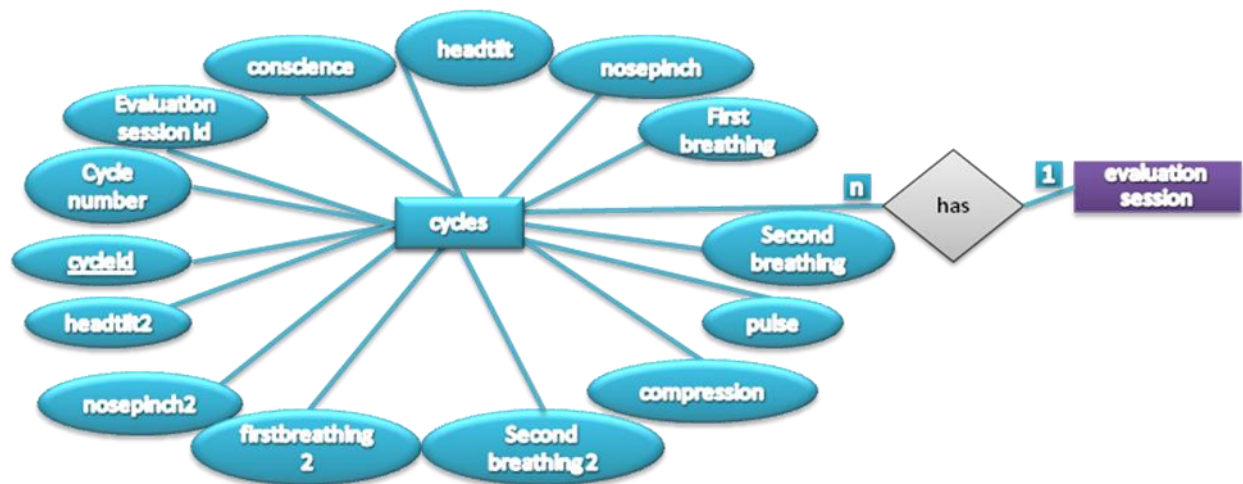 headtilt
conscience
nosepinch
Evaluation
session id
First
breathing
Cycle
number
n
has
1
evaluation
session
cycles
Second
breathing
cycleid
headtilt2
pulse
compression
nosepinch2
firstbreathing
2
Second
breathing 2